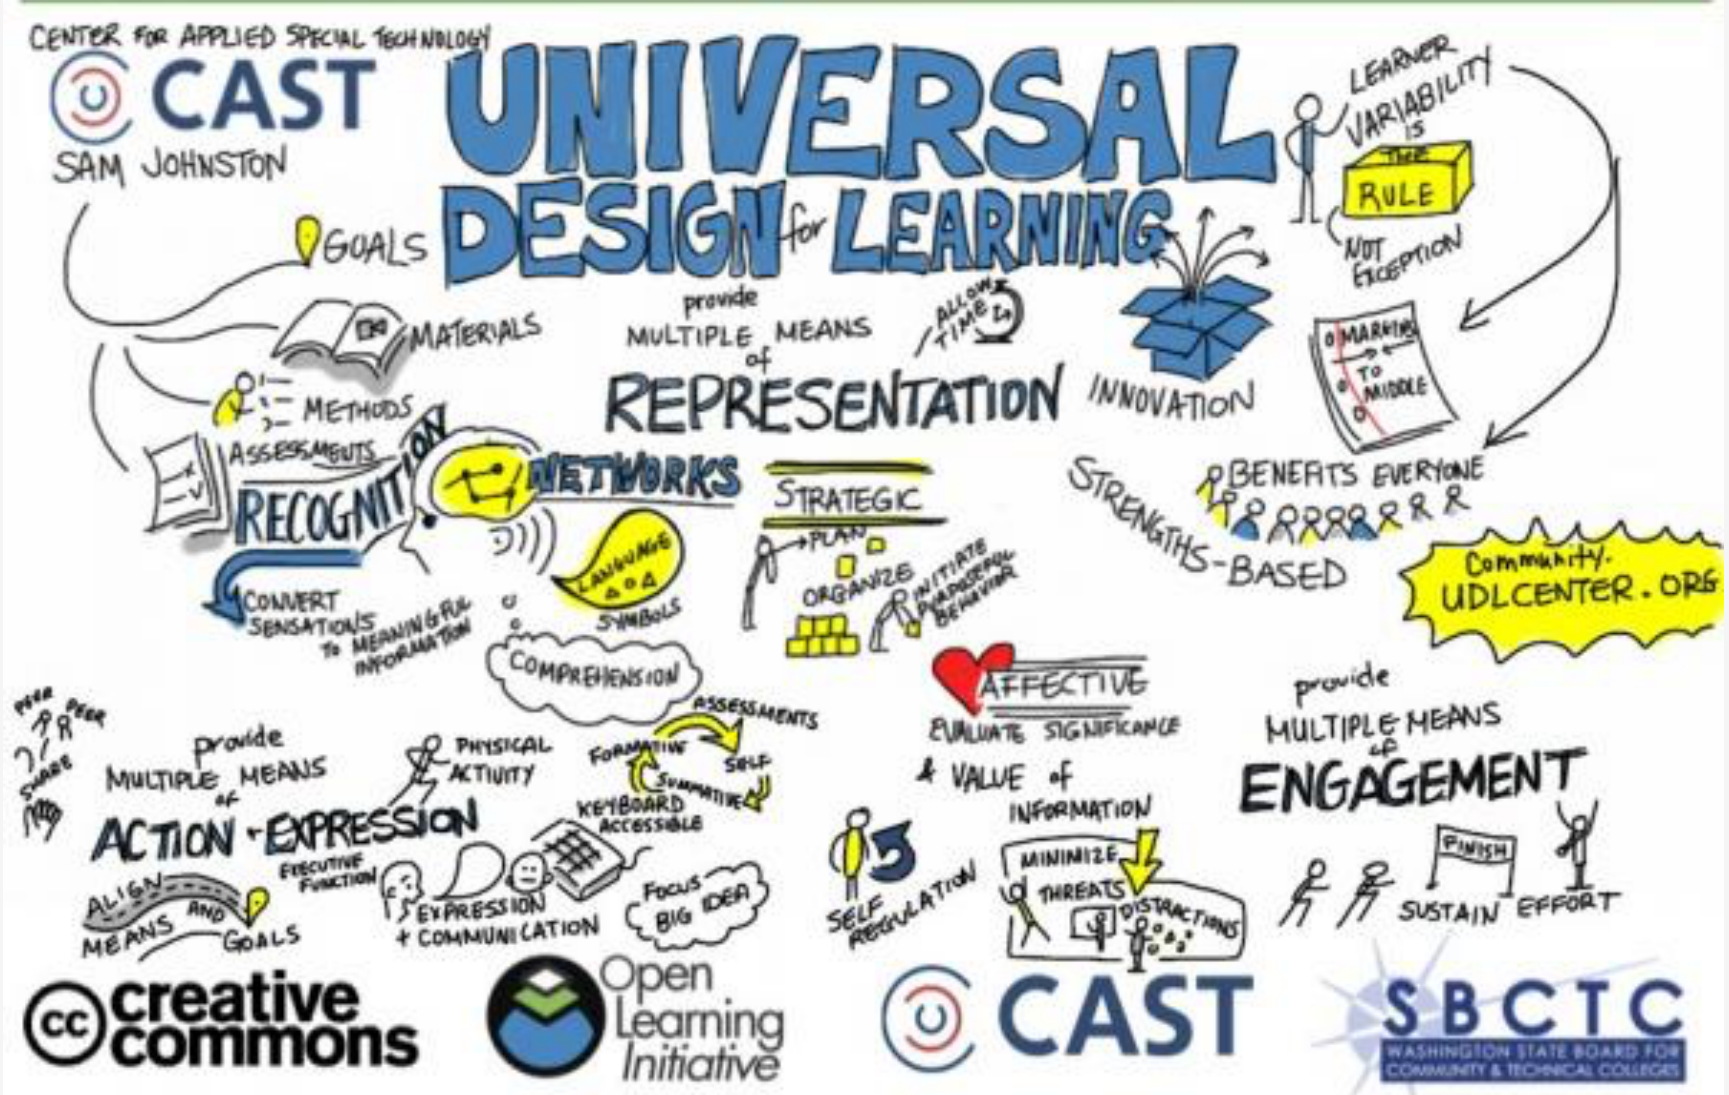 CENTER FOR APPLIED SPECIAL TECHNOLOGY
CAST
SAM JOHNSTON
UNIVERSAL
DESIGN for LEARNING
LEARNER
VARIABILITY
IS
THE
RULE
NOT
EXCEPTION
GOALS
MATERIALS
METHODS
ASSESSMENTS
provide
MULTIPLE MEANS
of
REPRESENTATION
ALLOW
TIME
INNOVATION
MARGINS
TO
MIDDLE
BENEFITS EVERYONE
STRENGTHS-BASED
Community.
UDLCENTER.ORG
RECOGNITION
NETWORKS
CONVERT
SENSATIONS
TO MEANINGFUL
INFORMATION
LANGUAGE
SYMBOLS
COMPREHENSION
STRATEGIC
PLAN
ORGANIZE
INITIATE
PURPOSEFUL
BEHAVIOR
AFFECTIVE
EVALUATE SIGNIFICANCE
& VALUE of
INFORMATION
PEER
PEER
SHARE
provide
MULTIPLE MEANS
of
ACTION + EXPRESSION
PHYSICAL
ACTIVITY
ASSESSMENTS
FORMATIVE
SELF
SUMMATIVE
KEYBOARD
ACCESSIBLE
EXECUTIVE
FUNCTION
ALIGN
MEANS AND
GOALS
EXPRESSION
+ COMMUNICATION
FOCUS
BIG IDEA
SELF
REGULATION
MINIMIZE
THREATS
DISTRACTIONS
provide
MULTIPLE MEANS
of
ENGAGEMENT
FINISH
SUSTAIN EFFORT
cc creative
commons
Open
Learning
Initiative
CAST
SBCTC
WASHINGTON STATE BOARD FOR
COMMUNITY & TECHNICAL COLLEGES